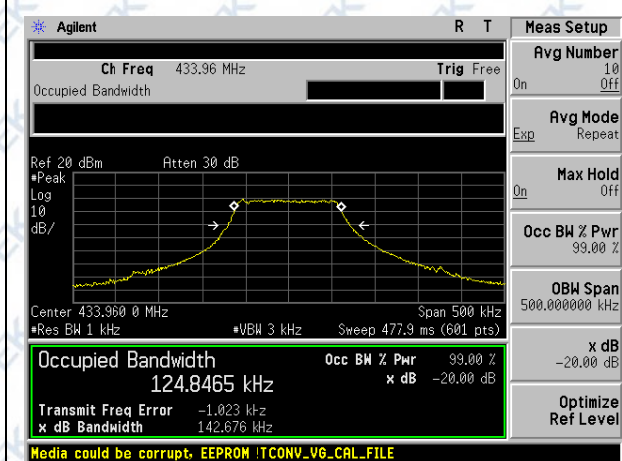 Agilent R T
Ch Freq 433.96 MHz Trig Free
Occupied Bandwidth
Ref 20 dBm Atten 30 dB
#Peak
Log
10
dB/
Center 433.960 0 MHz Span 500 kHz
#Res BW 1 kHz #VBW 3 kHz Sweep 477.9 ms (601 pts)
Occupied Bandwidth Occ BW % Pwr 99.00 %
124.8465 kHz x dB -20.00 dB
Transmit Freq Error -1.023 kHz
x dB Bandwidth 142.676 kHz
Media could be corrupt, EEPROM !TCONV_VG_CAL_FILE
Meas Setup
Avg Number
10
On Off
Avg Mode
Exp Repeat
Max Hold
On Off
Occ BW % Pwr
99.00 %
OBW Span
500.000000 kHz
x dB
-20.00 dB
Optimize
Ref Level